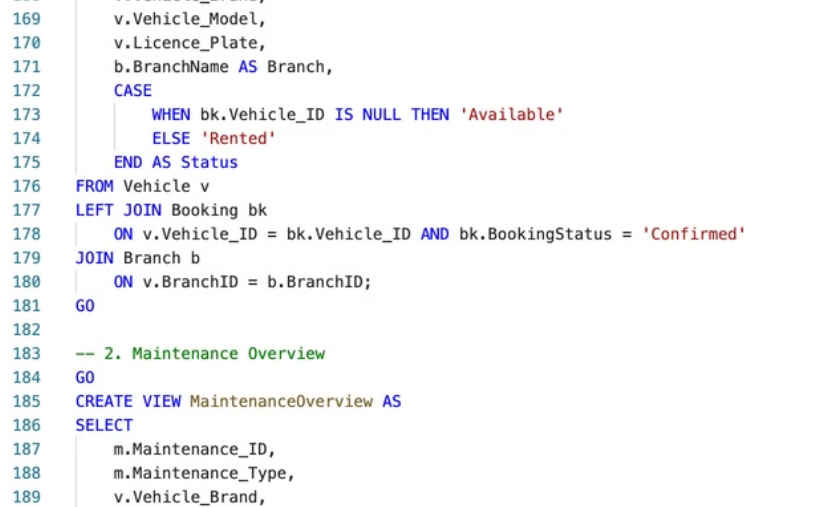 169 v.Vehicle_Model,
170 v.Licence_Plate,
171 b.BranchName AS Branch,
172 CASE
173 WHEN bk.Vehicle_ID IS NULL THEN 'Available'
174 ELSE 'Rented'
175 END AS Status
176 FROM Vehicle v
177 LEFT JOIN Booking bk
178 ON v.Vehicle_ID = bk.Vehicle_ID AND bk.BookingStatus = 'Confirmed'
179 JOIN Branch b
180 ON v.BranchID = b.BranchID;
181 GO
182
183 -- 2. Maintenance Overview
184 GO
185 CREATE VIEW MaintenanceOverview AS
186 SELECT
187 m.Maintenance_ID,
188 m.Maintenance_Type,
189 v.Vehicle_Brand,